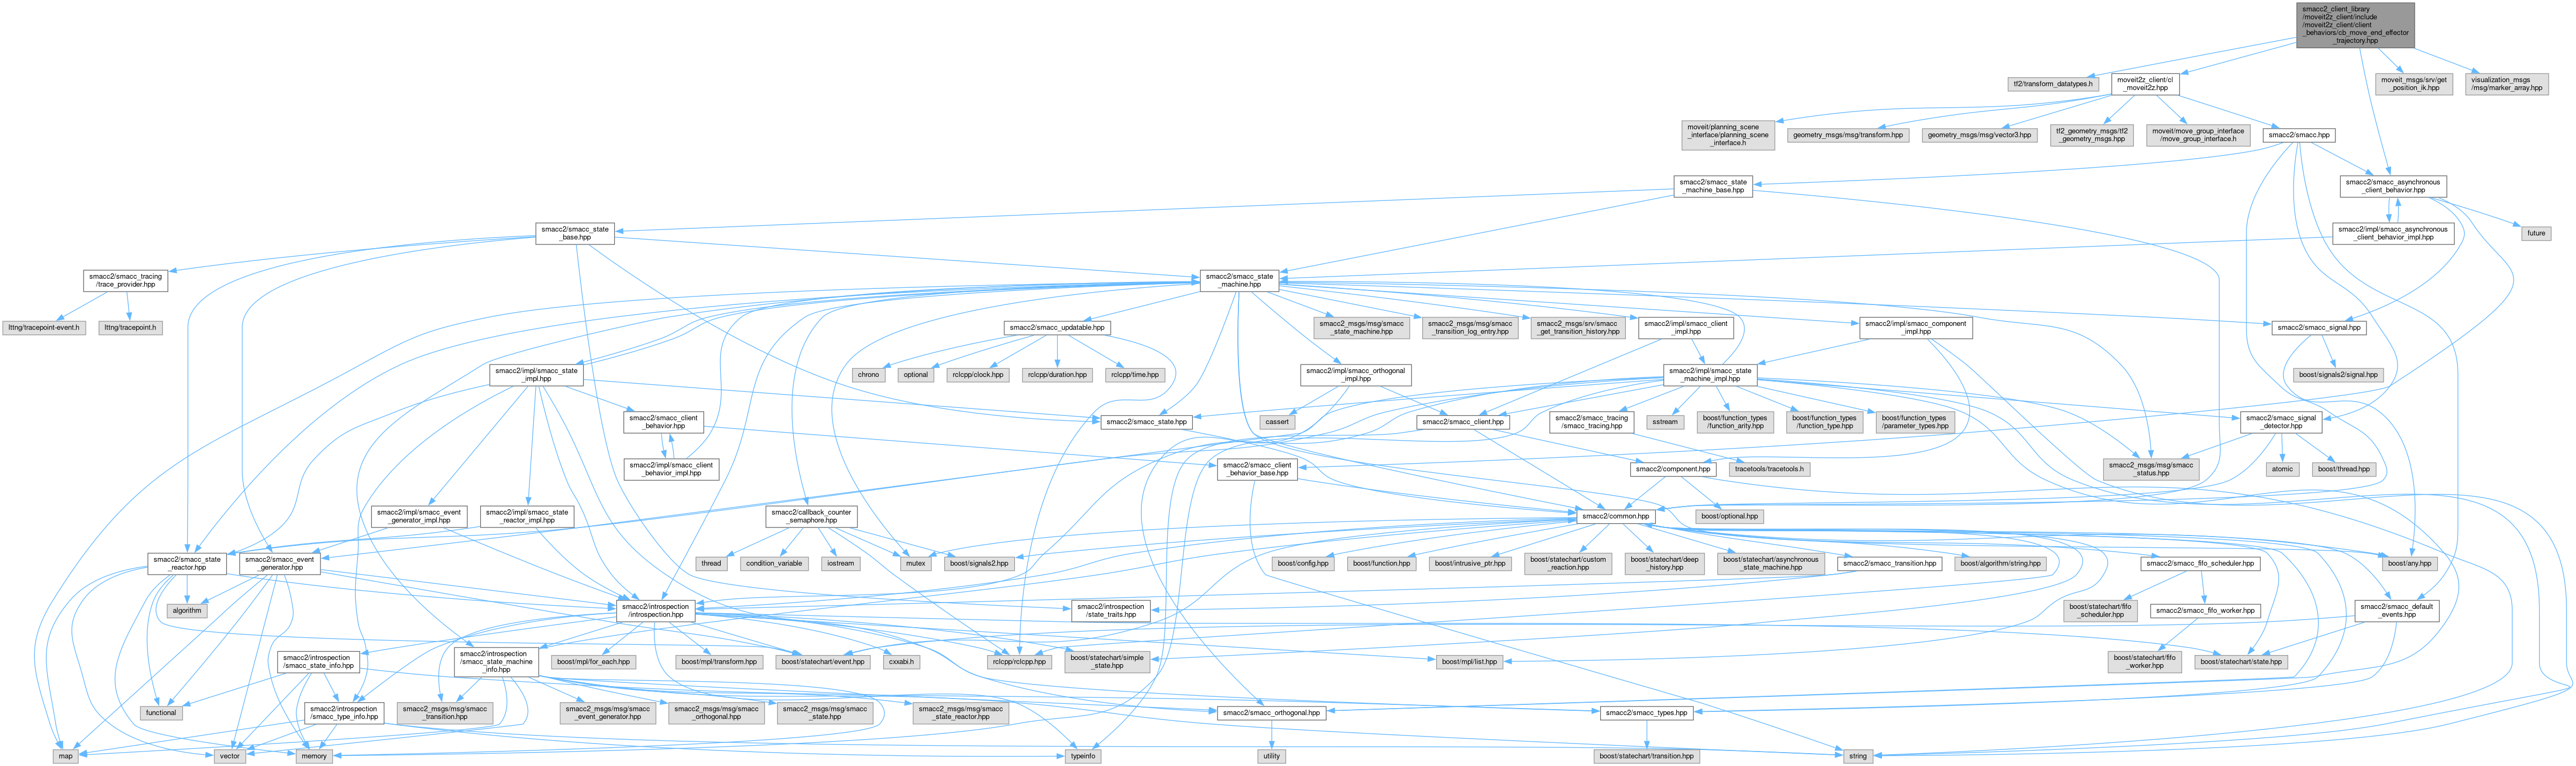 smacc2_client_library
/moveit2z_client/include
/moveit2z_client/client
_behaviors/cb_move_end_effector
_trajectory.hpp
tf2/transform_datatypes.h
moveit2z_client/cl
_moveit2z.hpp
moveit_msgs/srv/get
_position_ik.hpp
visualization_msgs
/msg/marker_array.hpp
moveit/planning_scene
_interface/planning_scene
_interface.h
geometry_msgs/msg/transform.hpp
geometry_msgs/msg/vector3.hpp
tf2_geometry_msgs/tf2
_geometry_msgs.hpp
moveit/move_group_interface
/move_group_interface.h
smacc2/smacc.hpp
smacc2/smacc_state
_machine_base.hpp
smacc2/smacc_asynchronous
_client_behavior.hpp
smacc2/smacc_state
_base.hpp
smacc2/impl/smacc_asynchronous
_client_behavior_impl.hpp
future
smacc2/smacc_tracing
/trace_provider.hpp
smacc2/smacc_state
_machine.hpp
lttng/tracepoint-event.h
lttng/tracepoint.h
smacc2/smacc_updatable.hpp
smacc2_msgs/msg/smacc
_state_machine.hpp
smacc2_msgs/msg/smacc
_transition_log_entry.hpp
smacc2_msgs/srv/smacc
_get_transition_history.hpp
smacc2/impl/smacc_client
_impl.hpp
smacc2/impl/smacc_component
_impl.hpp
smacc2/smacc_signal.hpp
smacc2/impl/smacc_state
_impl.hpp
chrono
optional
rclcpp/clock.hpp
rclcpp/duration.hpp
rclcpp/time.hpp
smacc2/impl/smacc_orthogonal
_impl.hpp
smacc2/impl/smacc_state
_machine_impl.hpp
boost/signals2/signal.hpp
smacc2/smacc_client
_behavior.hpp
smacc2/smacc_state.hpp
cassert
smacc2/smacc_client.hpp
smacc2/smacc_tracing
/smacc_tracing.hpp
sstream
boost/function_types
/function_arity.hpp
boost/function_types
/function_type.hpp
boost/function_types
/parameter_types.hpp
smacc2/smacc_signal
_detector.hpp
smacc2/impl/smacc_client
_behavior_impl.hpp
smacc2/smacc_client
_behavior_base.hpp
smacc2/component.hpp
tracetools/tracetools.h
smacc2_msgs/msg/smacc
_status.hpp
atomic
boost/thread.hpp
smacc2/impl/smacc_event
_generator_impl.hpp
smacc2/impl/smacc_state
_reactor_impl.hpp
smacc2/callback_counter
_semaphore.hpp
smacc2/common.hpp
boost/optional.hpp
smacc2/smacc_state
_reactor.hpp
smacc2/smacc_event
_generator.hpp
thread
condition_variable
iostream
mutex
boost/signals2.hpp
boost/config.hpp
boost/function.hpp
boost/intrusive_ptr.hpp
boost/statechart/custom
_reaction.hpp
boost/statechart/deep
_history.hpp
boost/statechart/asynchronous
_state_machine.hpp
smacc2/smacc_transition.hpp
boost/algorithm/string.hpp
smacc2/smacc_fifo_scheduler.hpp
boost/any.hpp
algorithm
smacc2/introspection
/introspection.hpp
smacc2/introspection
/state_traits.hpp
boost/statechart/fifo
_scheduler.hpp
smacc2/smacc_fifo_worker.hpp
smacc2/smacc_default
_events.hpp
smacc2/introspection
/smacc_state_info.hpp
smacc2/introspection
/smacc_state_machine
_info.hpp
boost/mpl/for_each.hpp
boost/mpl/transform.hpp
boost/statechart/event.hpp
cxxabi.h
rclcpp/rclcpp.hpp
boost/statechart/simple
_state.hpp
boost/mpl/list.hpp
boost/statechart/fifo
_worker.hpp
boost/statechart/state.hpp
functional
smacc2/introspection
/smacc_type_info.hpp
smacc2_msgs/msg/smacc
_transition.hpp
smacc2_msgs/msg/smacc
_event_generator.hpp
smacc2_msgs/msg/smacc
_orthogonal.hpp
smacc2_msgs/msg/smacc
_state.hpp
smacc2_msgs/msg/smacc
_state_reactor.hpp
smacc2/smacc_orthogonal.hpp
smacc2/smacc_types.hpp
map
vector
memory
typeinfo
utility
boost/statechart/transition.hpp
string